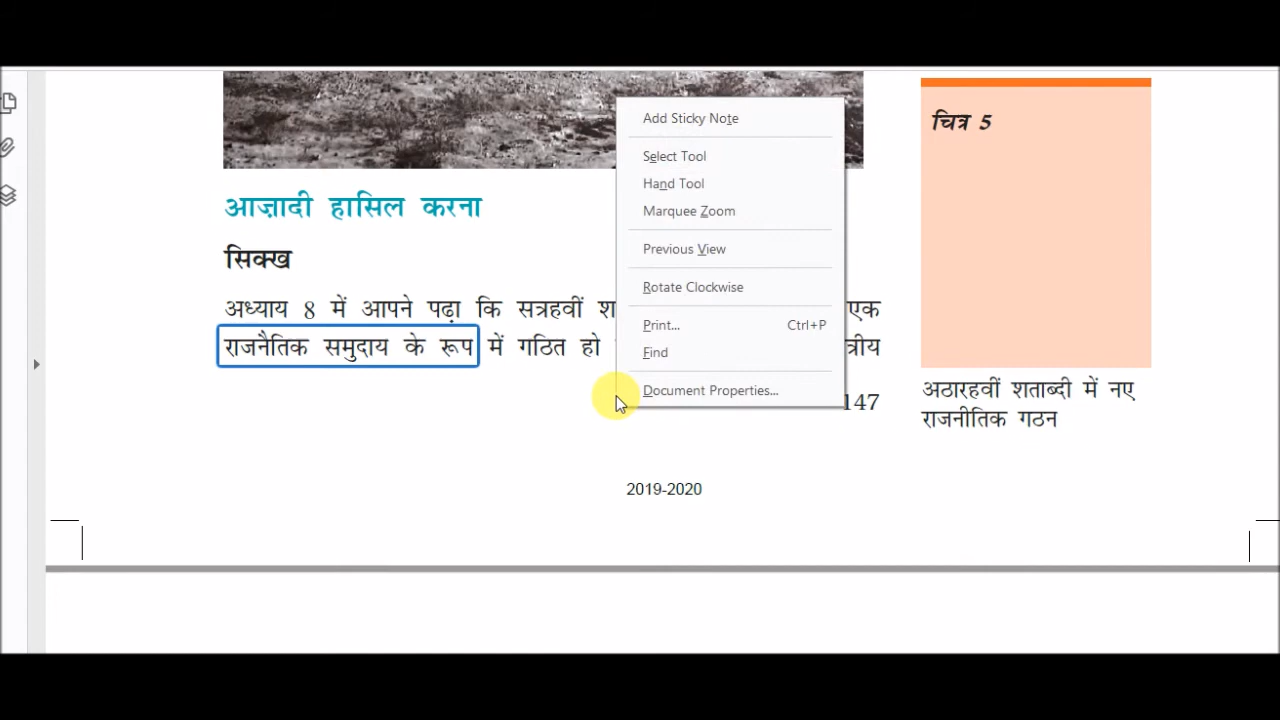 चित्र 5
Add Sticky Note
Select Tool
Hand Tool
Marquee Zoom
Previous View
Rotate Clockwise
Print... Ctrl+P
Find
Document Properties...
आज़ादी हासिल करना
सिक्ख
अध्याय 8 में आपने पढ़ा कि सत्रहवीं एक
राजनैतिक समुदाय के रूप में गठित हो
147
अठारहवीं शताब्दी में नए
राजनीतिक गठन
2019-2020